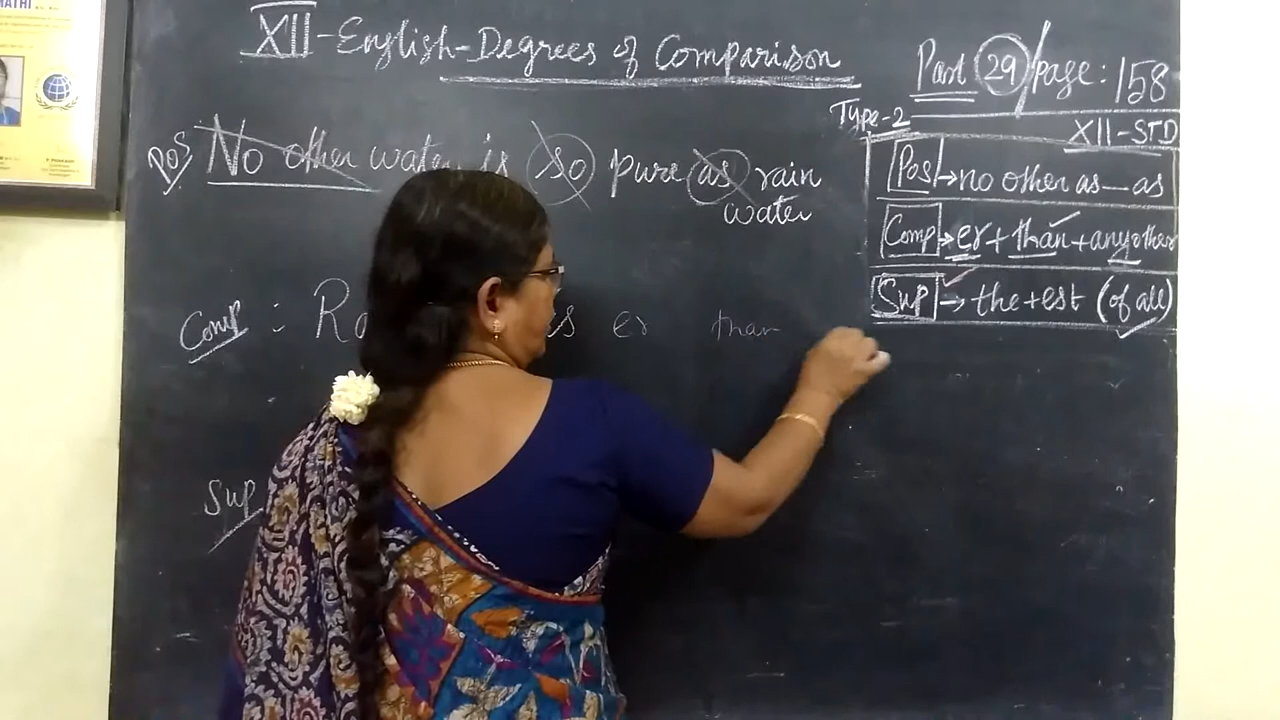 MATHI
XII-English-Degrees of Comparison
Part 29/page: 158
Type-2
XII-STD
Pos No other water is so pure as rain
water
Pos → no other as — as
Comp → er + than + any other
Sup → the + est (of all)
Comp : er than
Sup